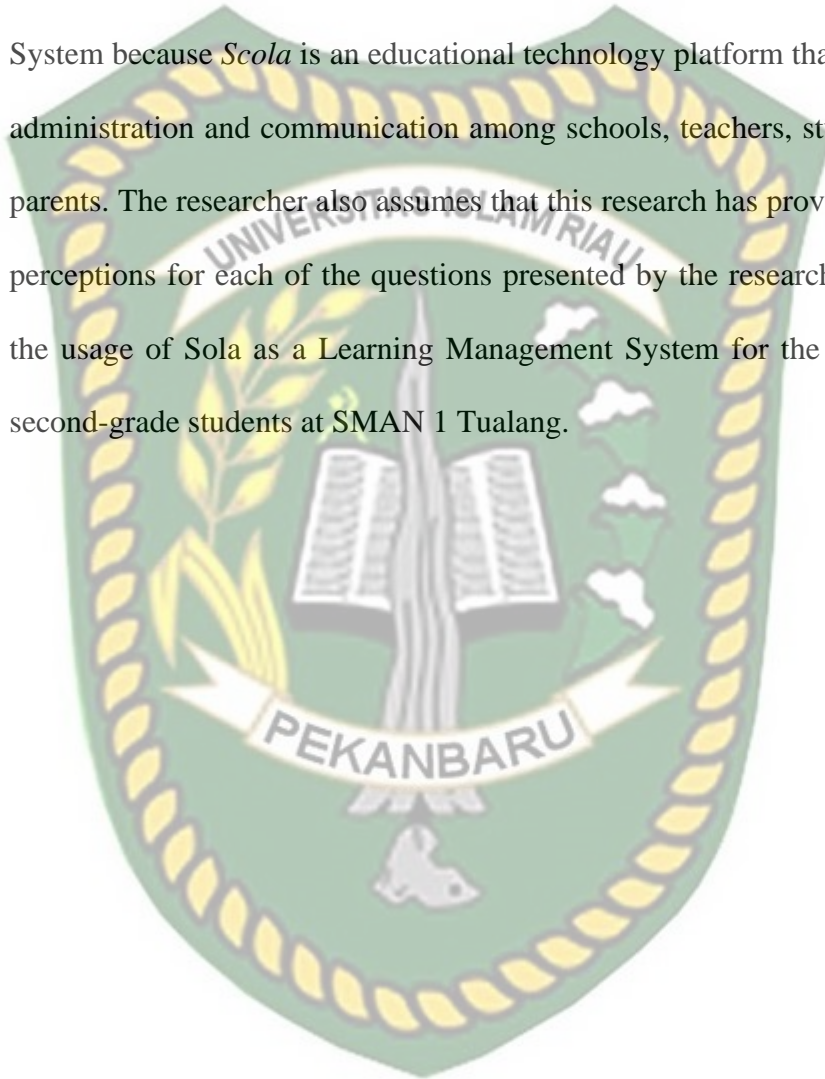 System because Scola is an educational technology platform tha
administration and communication among schools, teachers, st
parents. The researcher also assumes that this research has prov
UNIVERSITAS ISLAM RIAU
perceptions for each of the questions presented by the research
the usage of Sola as a Learning Management System for the
second-grade students at SMAN 1 Tualang.
PEKANBARU